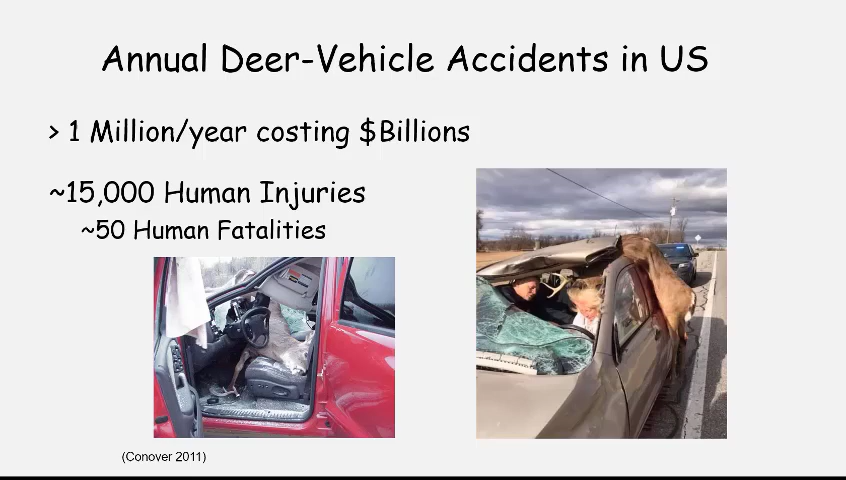 Annual Deer-Vehicle Accidents in US
> 1 Million/year costing $Billions
~15,000 Human Injuries
~50 Human Fatalities
(Conover 2011)